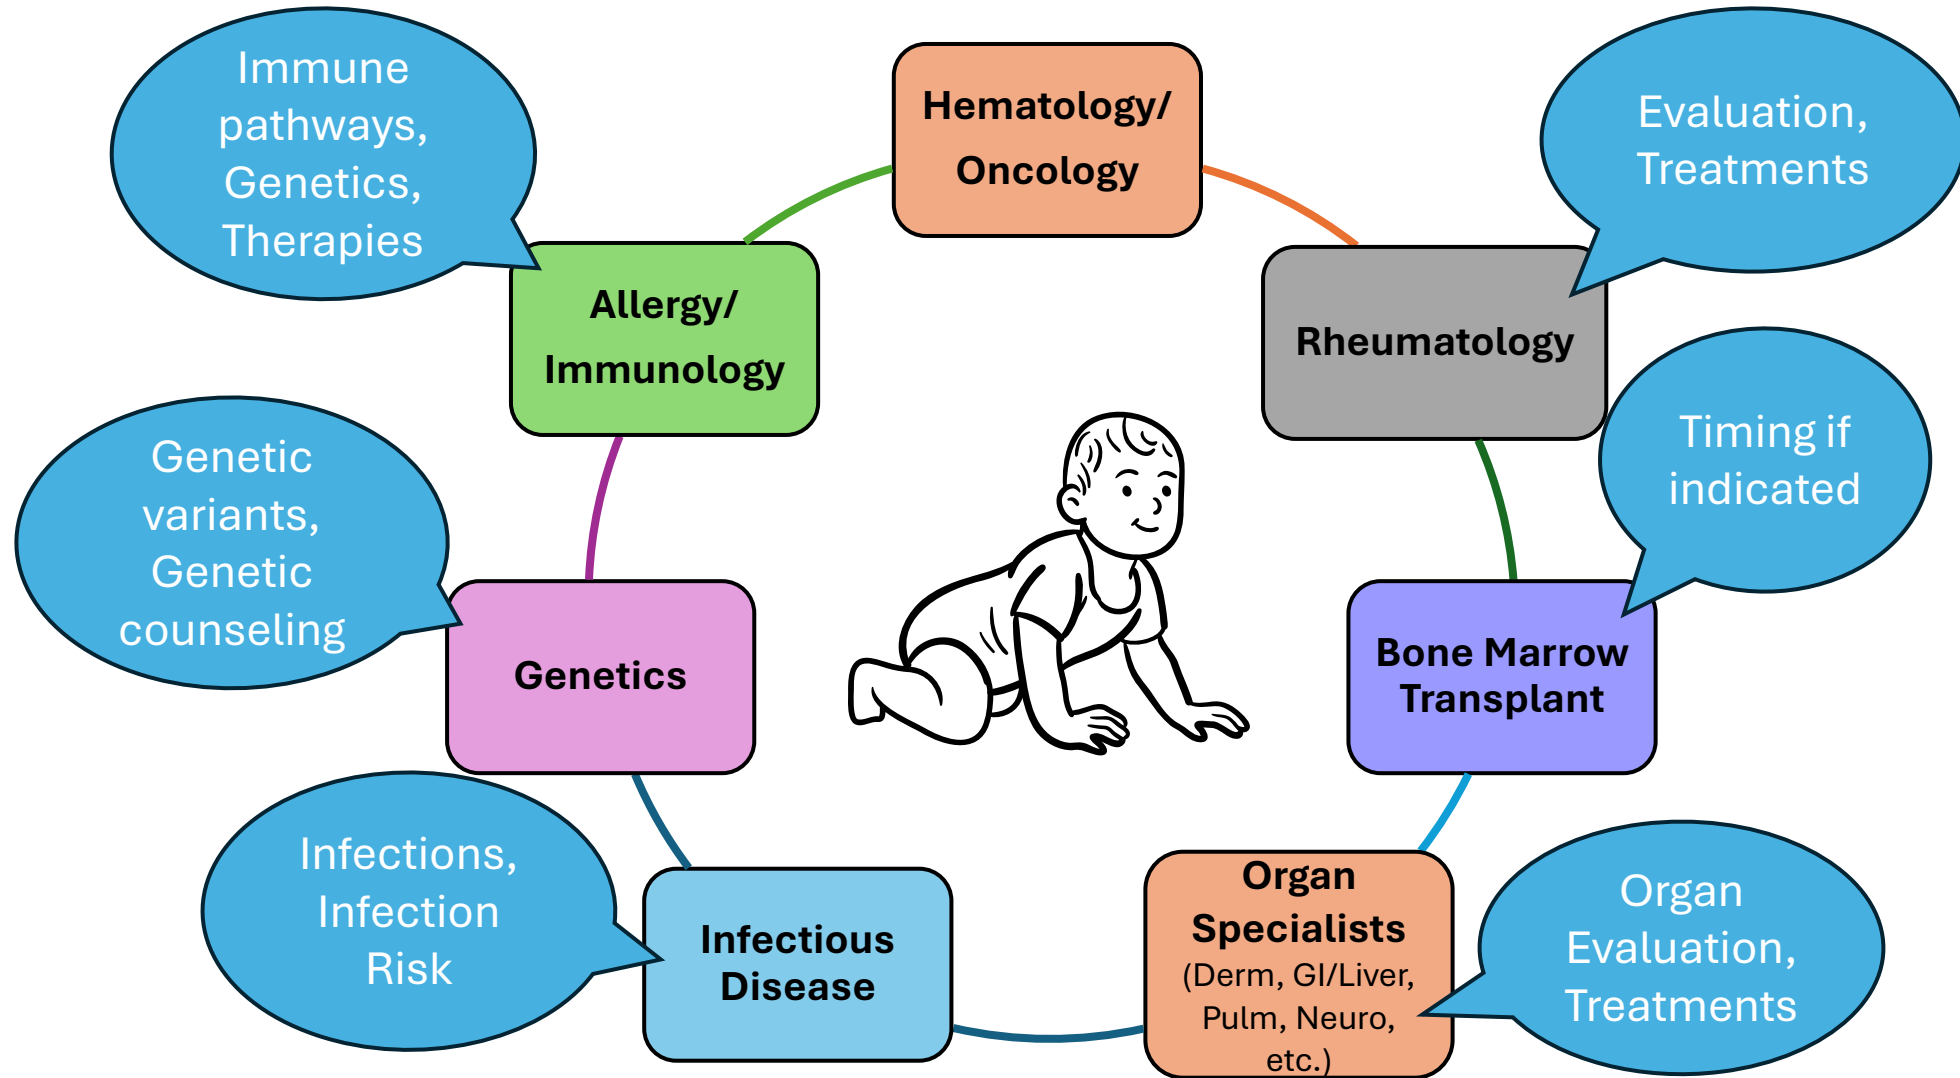 Immune
pathways,
Genetics,
Therapies
Hematology/
Oncology
Evaluation,
Treatments
Allergy/
Immunology
Rheumatology
Timing if
indicated
Genetic
variants,
Genetic
counseling
Genetics
Bone Marrow
Transplant
Infections,
Infection
Risk
Infectious
Disease
Organ
Specialists
(Derm, GI/Liver,
Pulm, Neuro,
etc.)
Organ
Evaluation,
Treatments